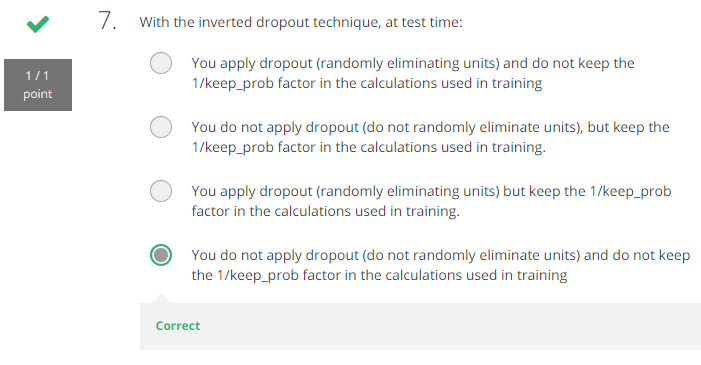 7. With the inverted dropout technique, at test time:
1 / 1
point
You apply dropout (randomly eliminating units) and do not keep the
1/keep_prob factor in the calculations used in training
You do not apply dropout (do not randomly eliminate units), but keep the
1/keep_prob factor in the calculations used in training.
You apply dropout (randomly eliminating units) but keep the 1/keep_prob
factor in the calculations used in training.
You do not apply dropout (do not randomly eliminate units) and do not keep
the 1/keep_prob factor in the calculations used in training
Correct